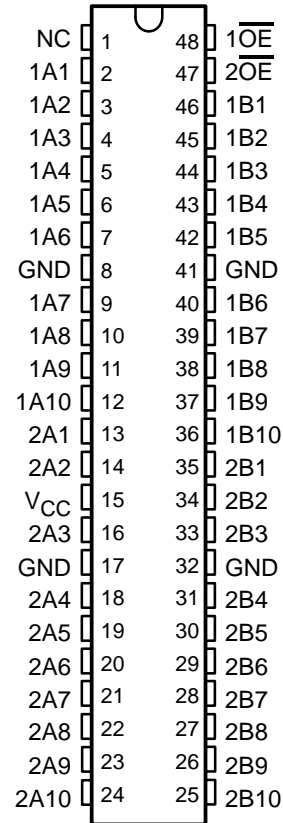 NC 1 48 1O̅E̅
1A1 2 47 2O̅E̅
1A2 3 46 1B1
1A3 4 45 1B2
1A4 5 44 1B3
1A5 6 43 1B4
1A6 7 42 1B5
GND 8 41 GND
1A7 9 40 1B6
1A8 10 39 1B7
1A9 11 38 1B8
1A10 12 37 1B9
2A1 13 36 1B10
2A2 14 35 2B1
VCC 15 34 2B2
2A3 16 33 2B3
GND 17 32 GND
2A4 18 31 2B4
2A5 19 30 2B5
2A6 20 29 2B6
2A7 21 28 2B7
2A8 22 27 2B8
2A9 23 26 2B9
2A10 24 25 2B10